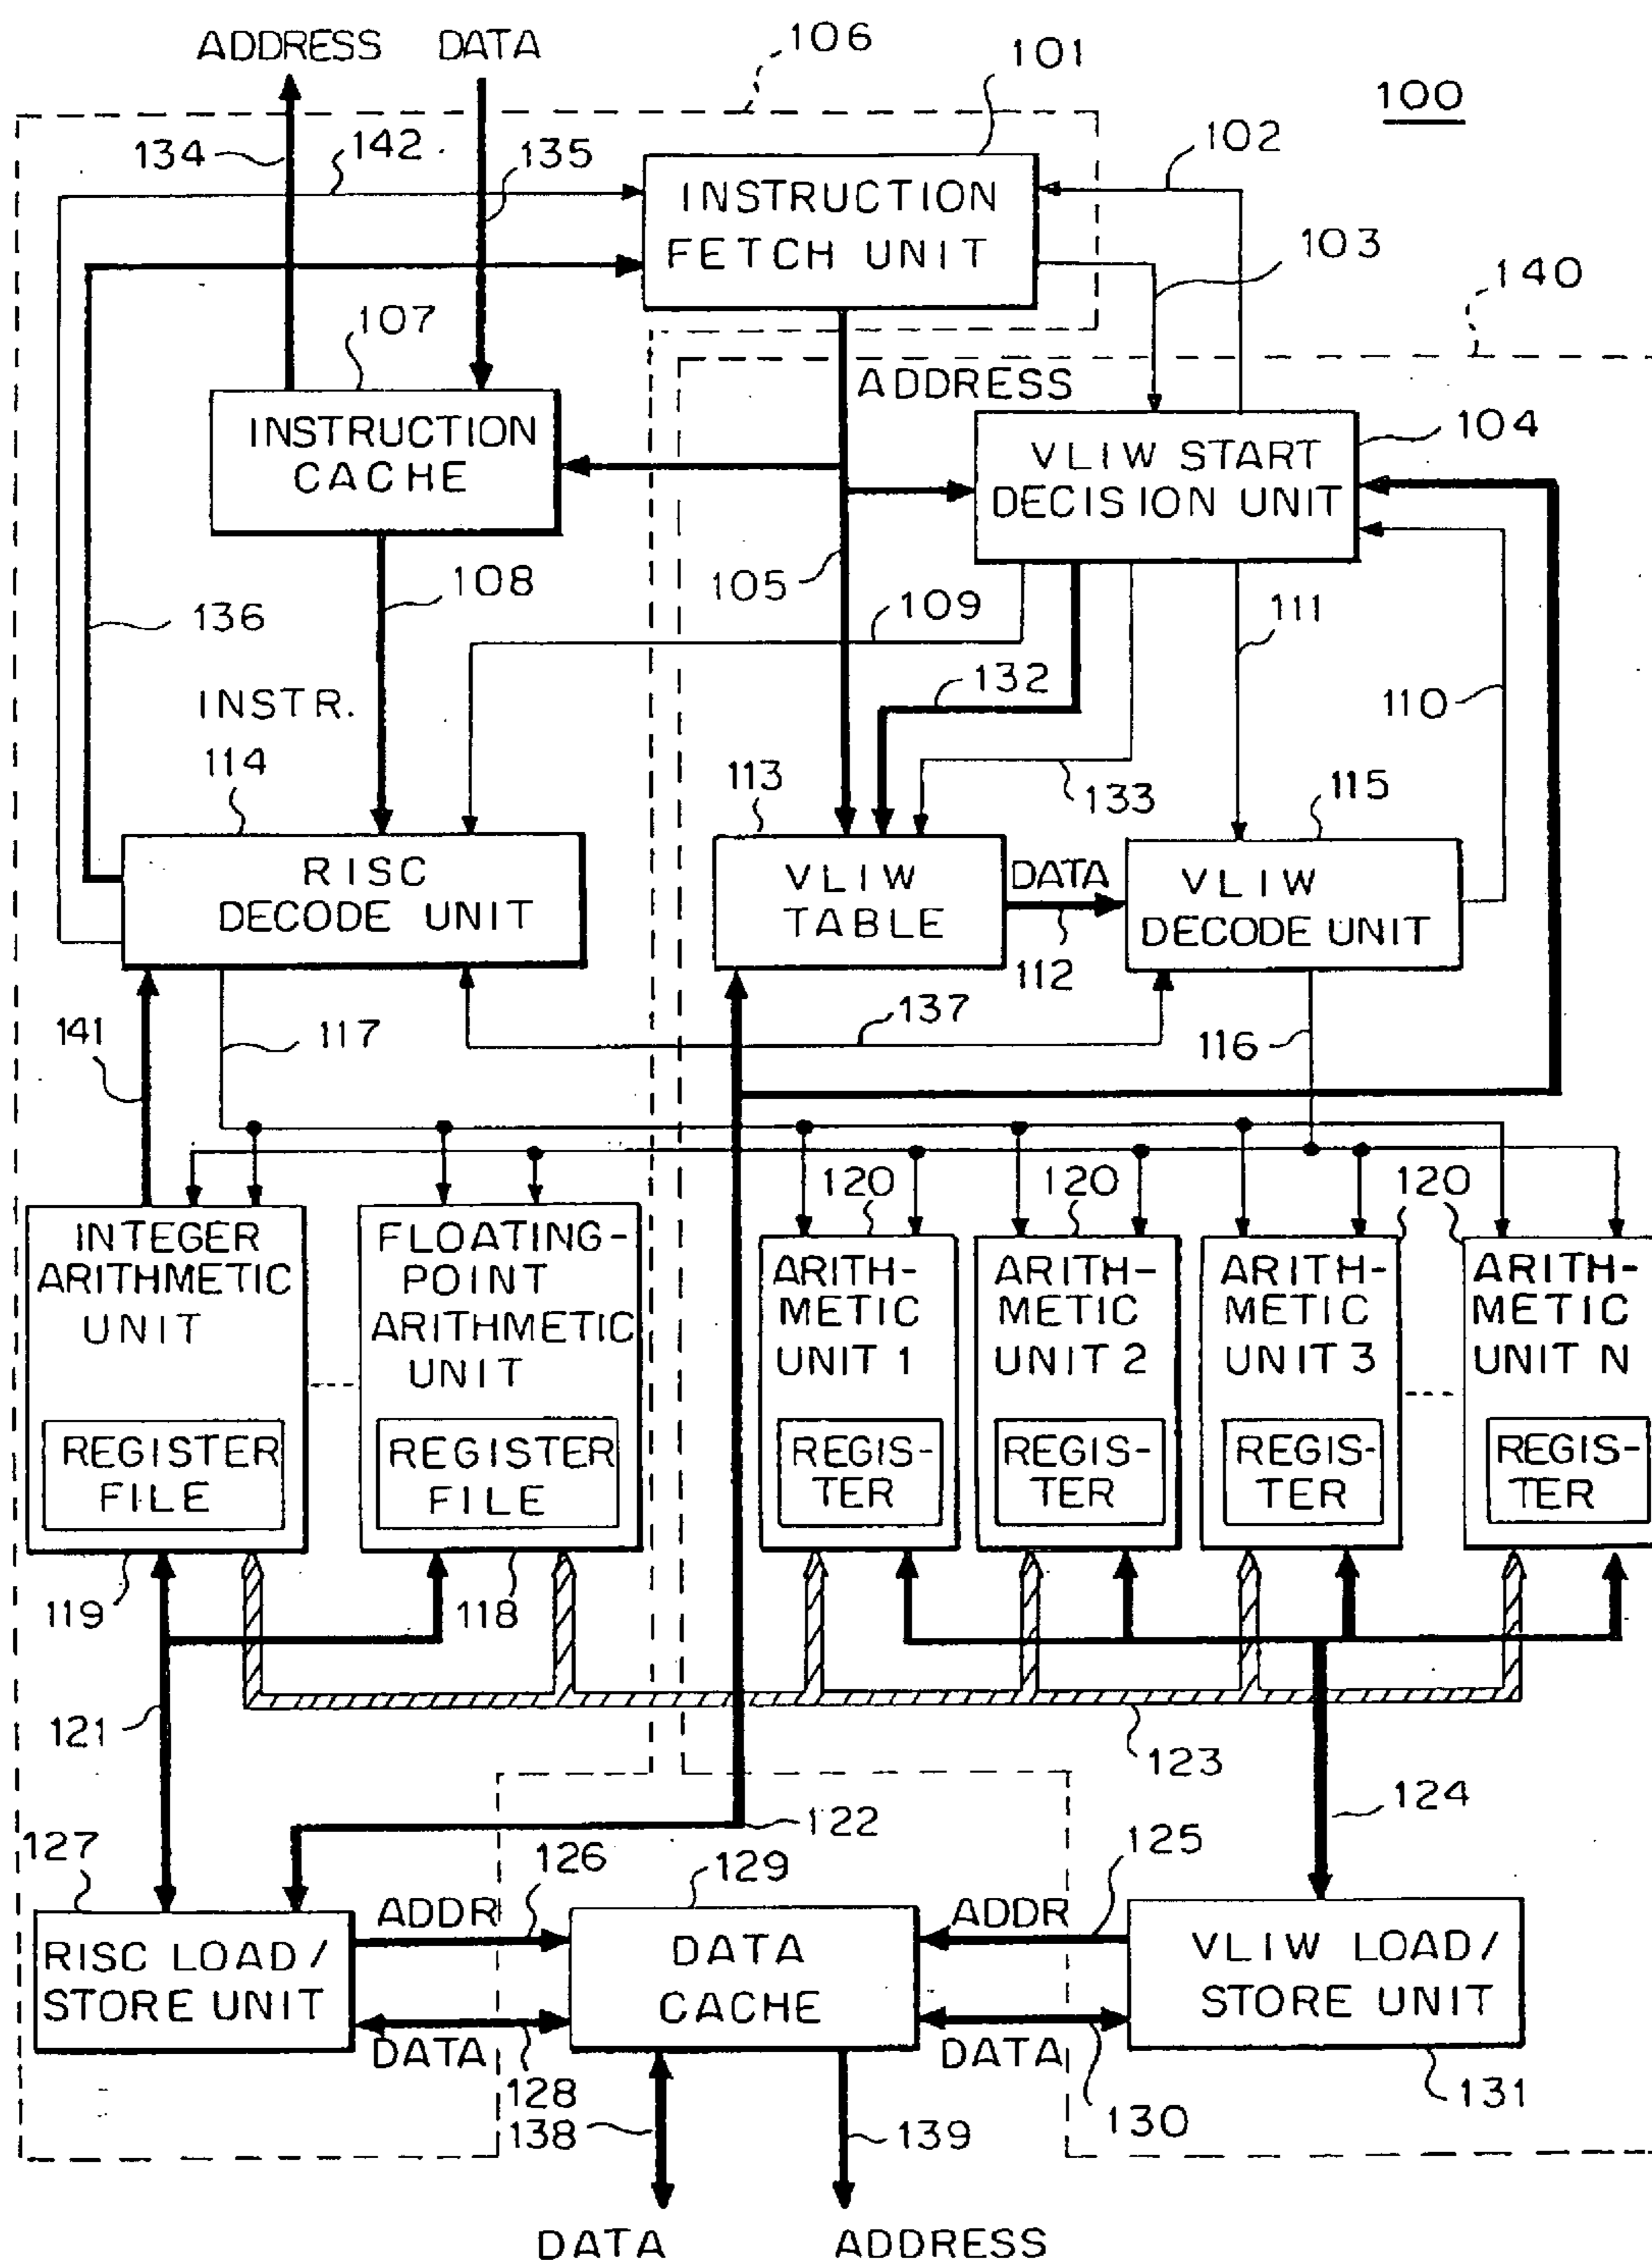 ADDRESS DATA 106 101
100
134 142 135 102
INSTRUCTION
FETCH UNIT
103
140
107
ADDRESS
INSTRUCTION
CACHE
VLIW START
DECISION UNIT
104
105
108
109
111
136
132
110
INSTR.
114
113
133
115
RISC
DECODE UNIT
VLIW
TABLE
DATA
112
VLIW
DECODE UNIT
141
117
137
116
120
120
120
INTEGER
ARITHMETIC
UNIT
REGISTER
FILE
FLOATING-
POINT
ARITHMETIC
UNIT
REGISTER
FILE
ARITH-
METIC
UNIT 1
REGIS-
TER
ARITH-
METIC
UNIT 2
REGIS-
TER
ARITH-
METIC
UNIT 3
REGIS-
TER
ARITH-
METIC
UNIT N
REGIS-
TER
119
118
121
123
122
124
127
126
129
125
ADDR
ADDR
RISC LOAD/
STORE UNIT
DATA
CACHE
VLIW LOAD/
STORE UNIT
DATA
DATA
128
130
131
138
139
DATA
ADDRESS